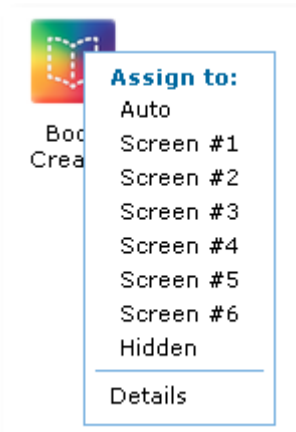 Assign to:
Auto
Screen #1
Screen #2
Screen #3
Screen #4
Screen #5
Screen #6
Hidden
Details